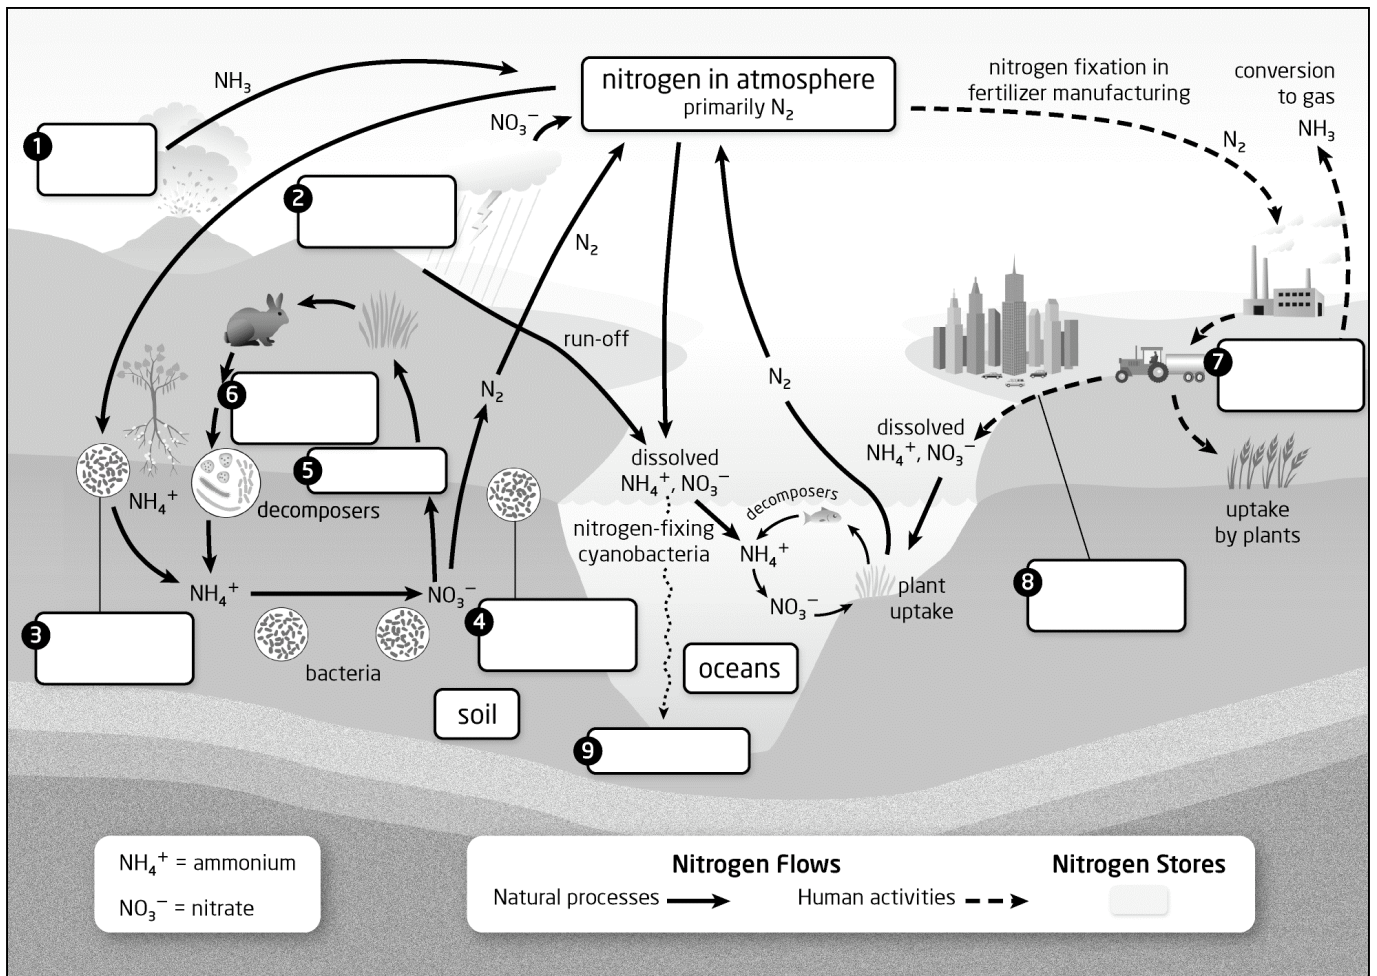 nitrogen in atmosphere
primarily N₂
nitrogen fixation in
fertilizer manufacturing
conversion
to gas
NH₃
NH₃
NO₃⁻
N₂
1
2
N₂
run-off
N₂
N₂
6
7
5
dissolved
NH₄⁺, NO₃⁻
dissolved
NH₄⁺, NO₃⁻
NH₄⁺
decomposers
decomposers
nitrogen-fixing
cyanobacteria
NH₄⁺
uptake
by plants
NH₄⁺
NO₃⁻
NO₃⁻
plant
uptake
8
3
4
bacteria
oceans
soil
9
NH₄⁺ = ammonium
NO₃⁻ = nitrate
Nitrogen Flows
Nitrogen Stores
Natural processes
Human activities